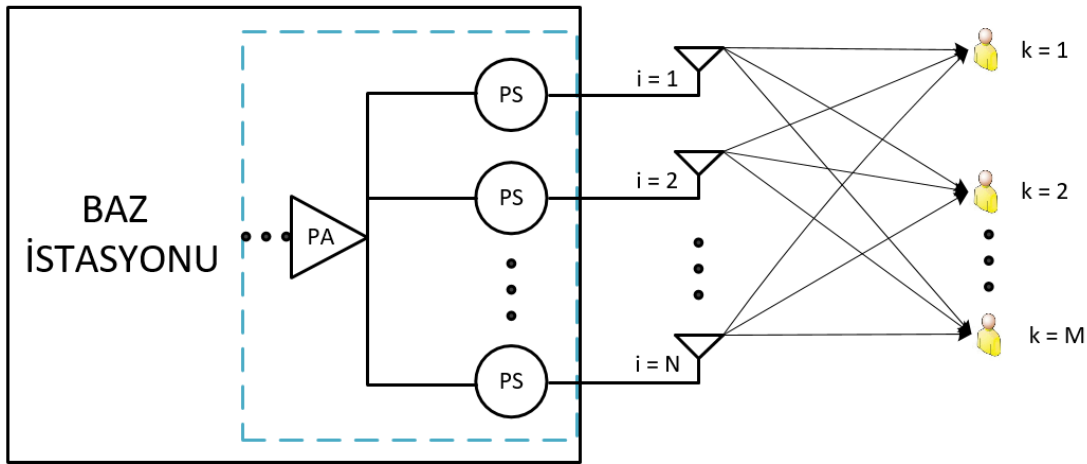 BAZ
İSTASYONU
PA
PS
PS
PS
i = 1
i = 2
i = N
k = 1
k = 2
k = M